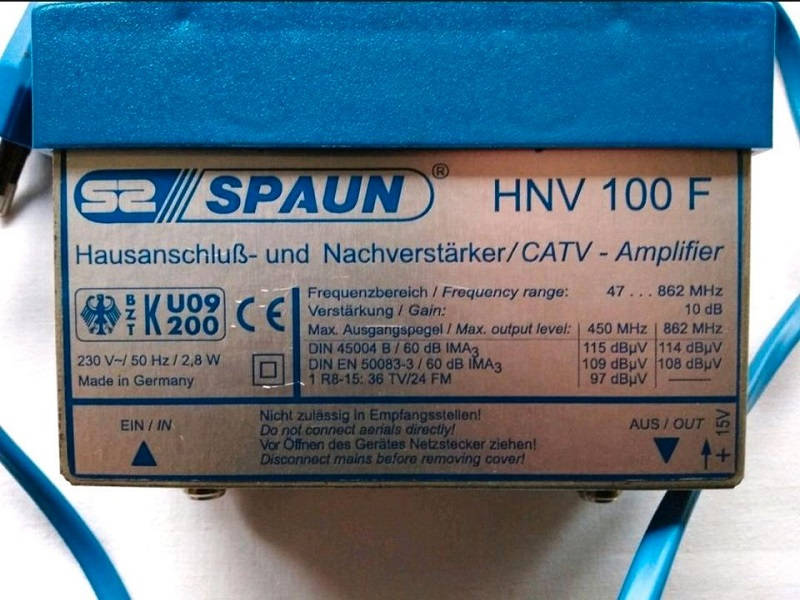 S2 SPAUN® HNV 100 F
Hausanschluß- und Nachverstärker/CATV - Amplifier
BZT K U09 200 CE
230 V~/ 50 Hz / 2,8 W
Made in Germany
Frequenzbereich / Frequency range: 47 . . . 862 MHz
Verstärkung / Gain: 10 dB
Max. Ausgangspegel / Max. output level: 450 MHz 862 MHz
DIN 45004 B / 60 dB IMA3 115 dBµV 114 dBµV
DIN EN 50083-3 / 60 dB IMA3 109 dBµV 108 dBµV
1 R8-15: 36 TV/24 FM 97 dBµV ———
EIN / IN
Nicht zulässig in Empfangsstellen!
Do not connect aerials directly!
Vor Öffnen des Gerätes Netzstecker ziehen!
Disconnect mains before removing cover!
AUS / OUT
+ 15V